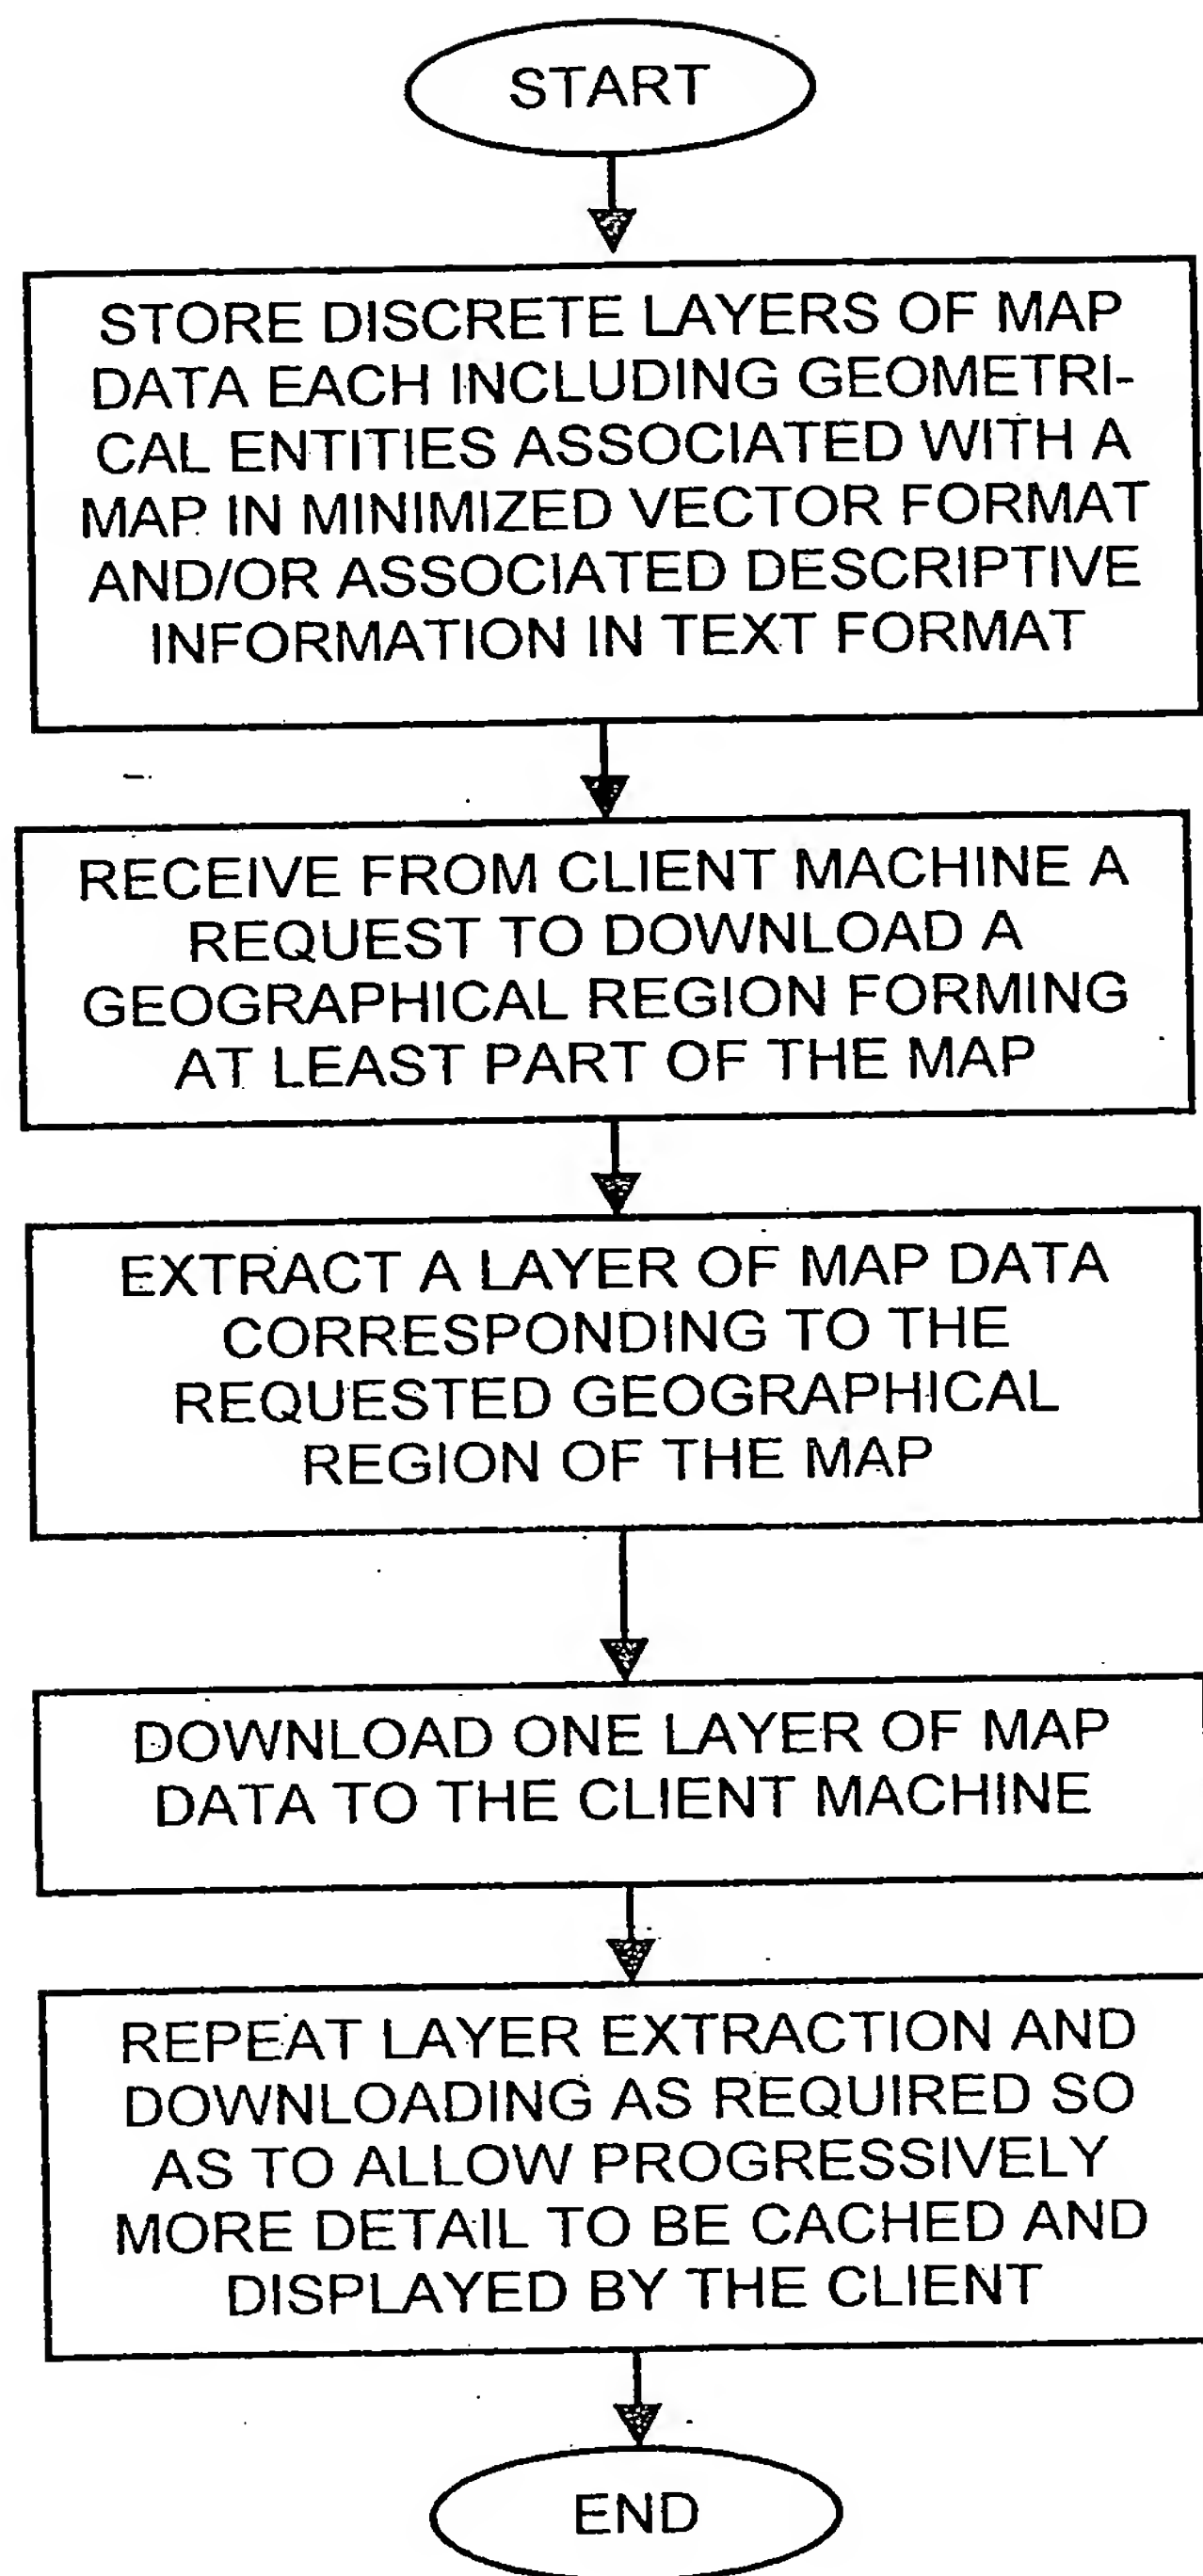 START
STORE DISCRETE LAYERS OF MAP
DATA EACH INCLUDING GEOMETRI-
CAL ENTITIES ASSOCIATED WITH A
MAP IN MINIMIZED VECTOR FORMAT
AND/OR ASSOCIATED DESCRIPTIVE
INFORMATION IN TEXT FORMAT
RECEIVE FROM CLIENT MACHINE A
REQUEST TO DOWNLOAD A
GEOGRAPHICAL REGION FORMING
AT LEAST PART OF THE MAP
EXTRACT A LAYER OF MAP DATA
CORRESPONDING TO THE
REQUESTED GEOGRAPHICAL
REGION OF THE MAP
DOWNLOAD ONE LAYER OF MAP
DATA TO THE CLIENT MACHINE
REPEAT LAYER EXTRACTION AND
DOWNLOADING AS REQUIRED SO
AS TO ALLOW PROGRESSIVELY
MORE DETAIL TO BE CACHED AND
DISPLAYED BY THE CLIENT
END